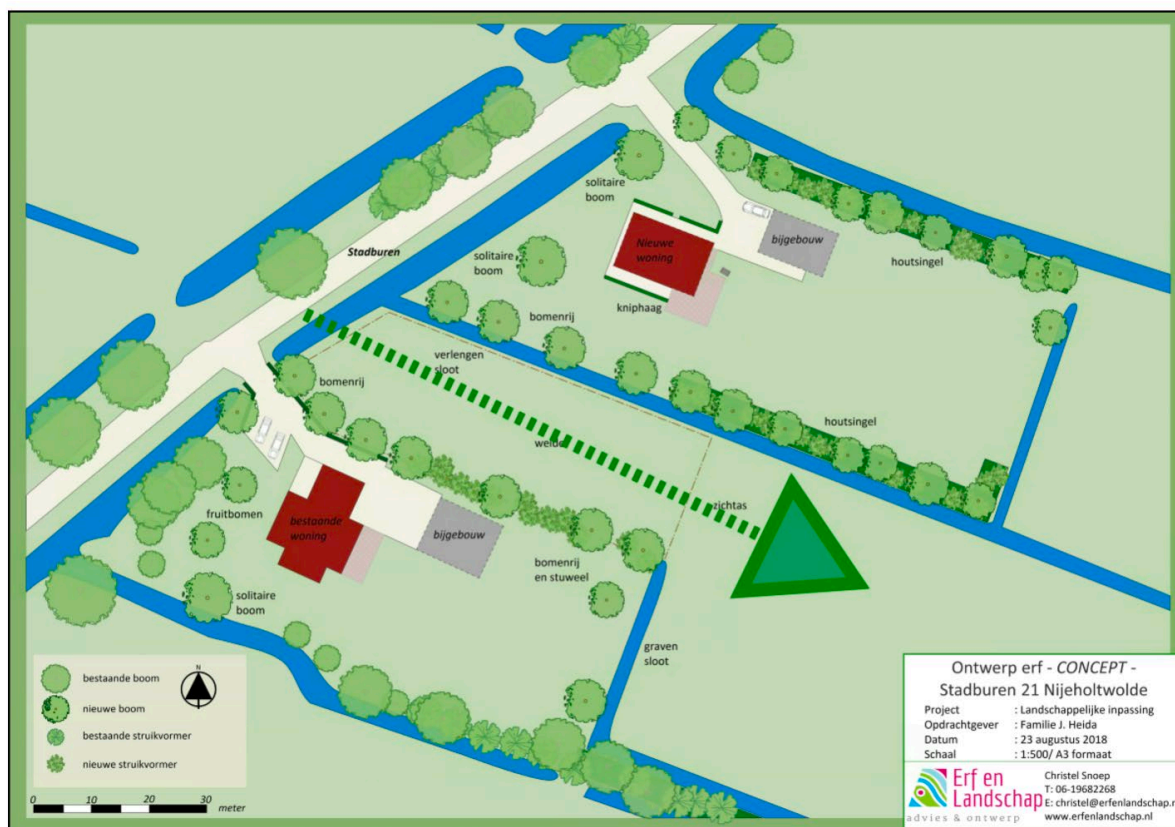 solitaire
boom
Nieuwe
woning
bijgebouw
houtsingel
Stadburen
solitaire
boom
kniphaag
bomenrij
verlengen
sloot
bomenrij
houtsingel
weide
zichtas
fruitbomen
bestaande
woning
bijgebouw
bomenrij
en stuweel
solitaire
boom
graven
sloot
N
bestaande boom
nieuwe boom
bestaande struikvormer
nieuwe struikvormer
0 10 20 30 meter
Ontwerp erf - CONCEPT -
Stadburen 21 Nijeholtwolde
Project : Landschappelijke inpassing
Opdrachtgever : Familie J. Heida
Datum : 23 augustus 2018
Schaal : 1:500/ A3 formaat
Erf en
Landschap
advies & ontwerp
Christel Snoep
T: 06-19682268
E: christel@erfenlandschap.n
www.erfenlandschap.nl